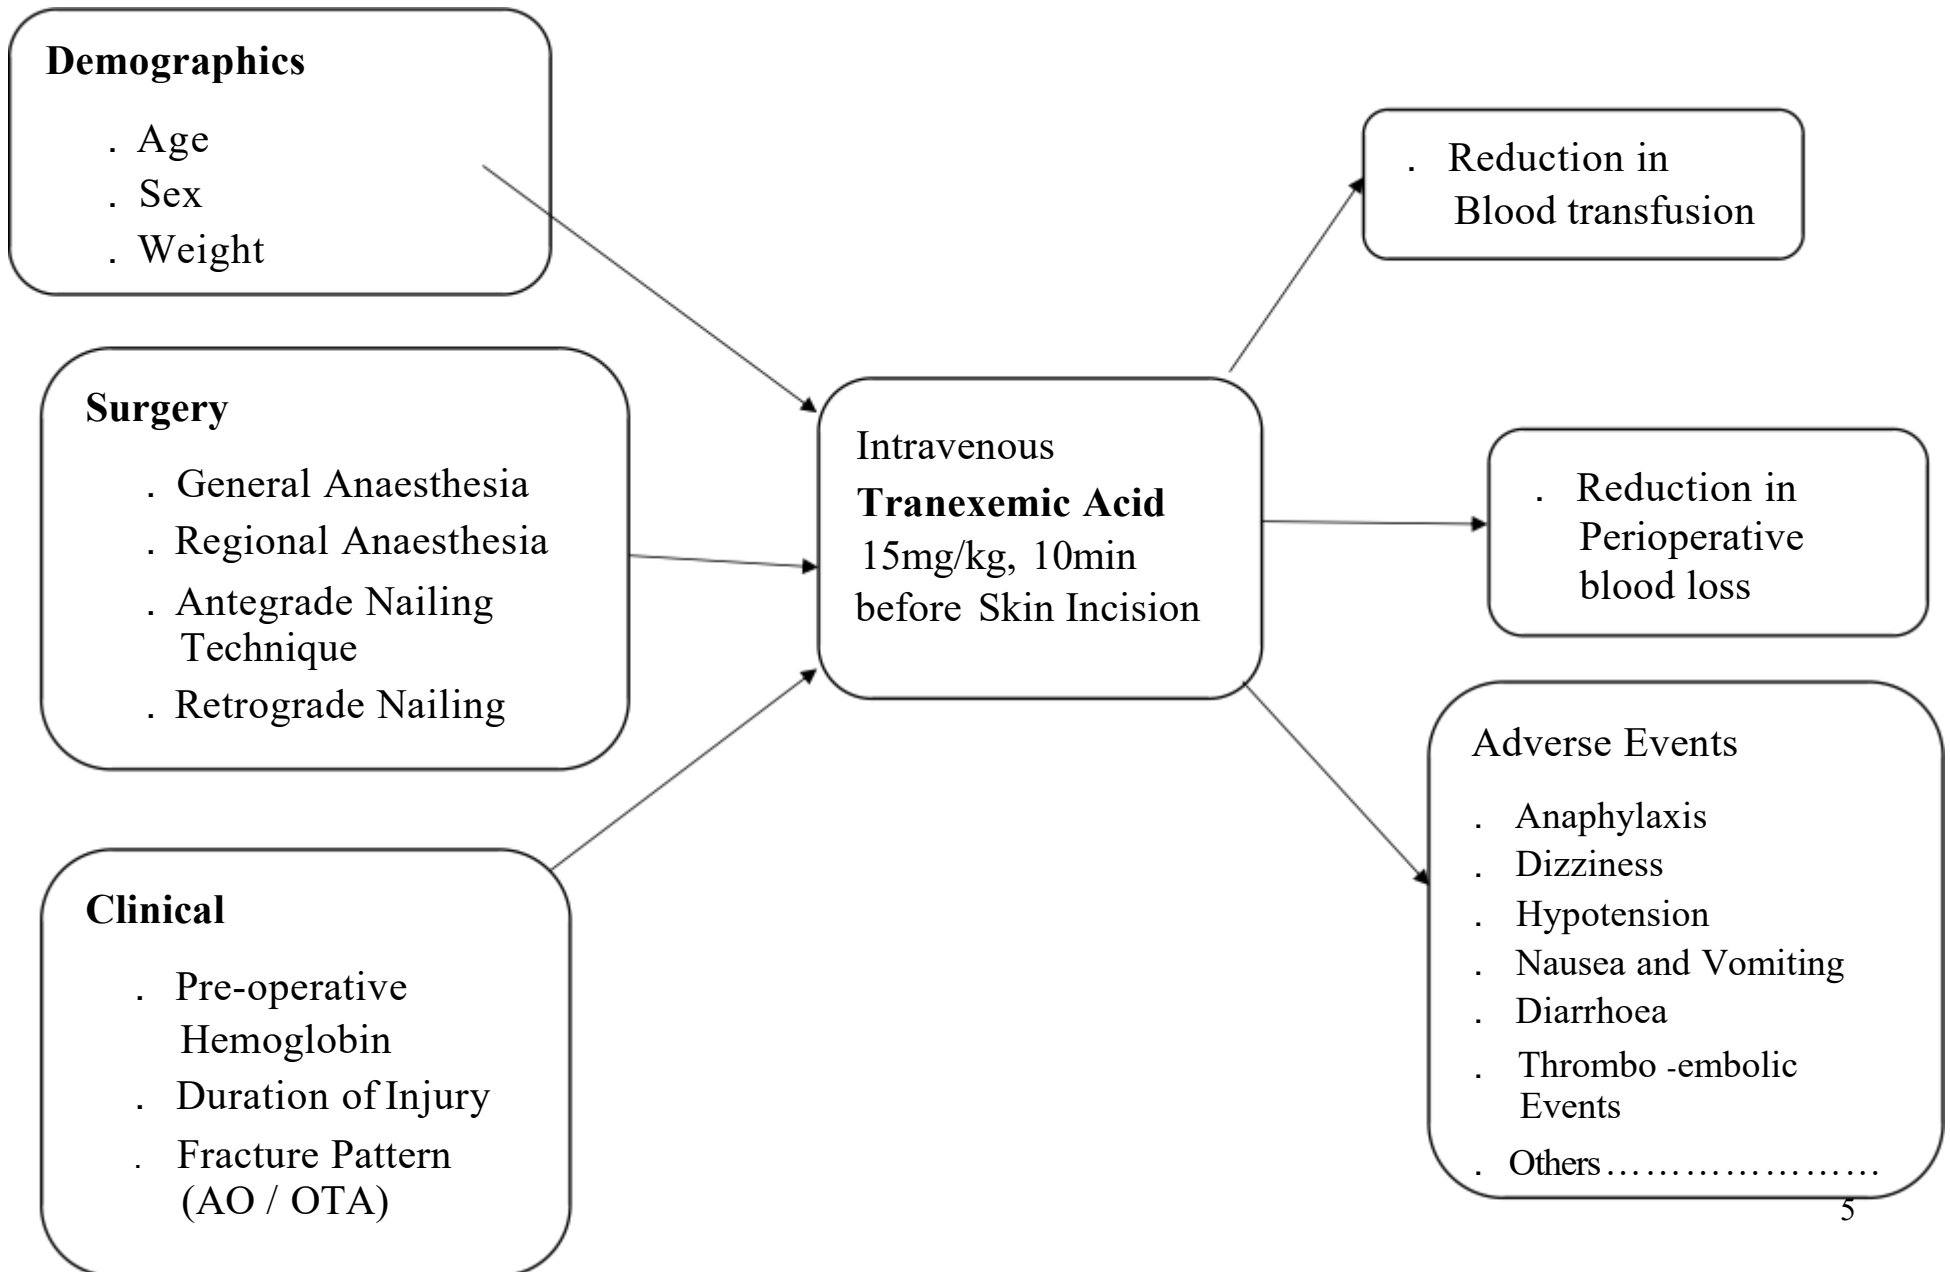 Demographics
. Age
. Sex
. Weight
Surgery
. General Anaesthesia
. Regional Anaesthesia
. Antegrade Nailing
Technique
. Retrograde Nailing
Clinical
. Pre-operative
Hemoglobin
. Duration of Injury
. Fracture Pattern
(AO / OTA)
Intravenous
Tranexemic Acid
15mg/kg, 10min
before Skin Incision
. Reduction in
Blood transfusion
. Reduction in
Perioperative
blood loss
Adverse Events
. Anaphylaxis
. Dizziness
. Hypotension
. Nausea and Vomiting
. Diarrhoea
. Thrombo -embolic
Events
. Others…………………
5